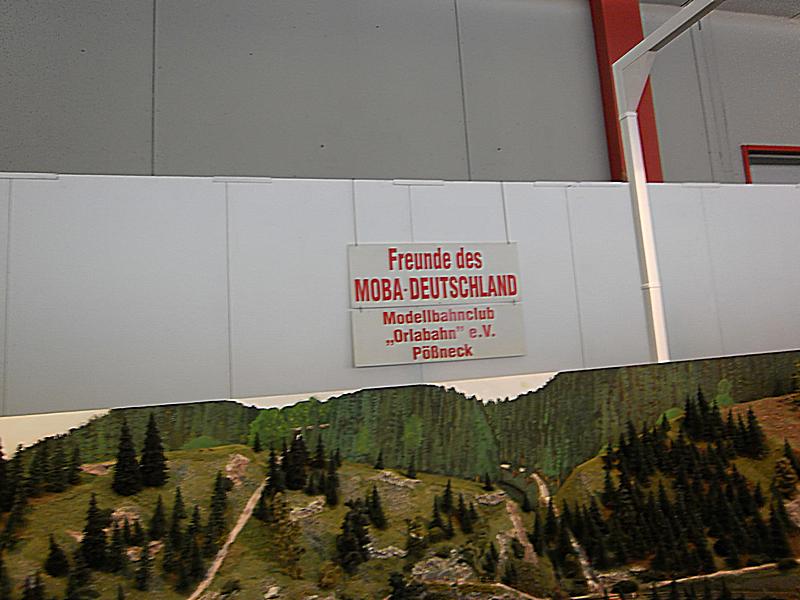 Freunde des
MOBA-DEUTSCHLAND
Modellbahnclub
„Orlabahn" e.V.
Pößneck